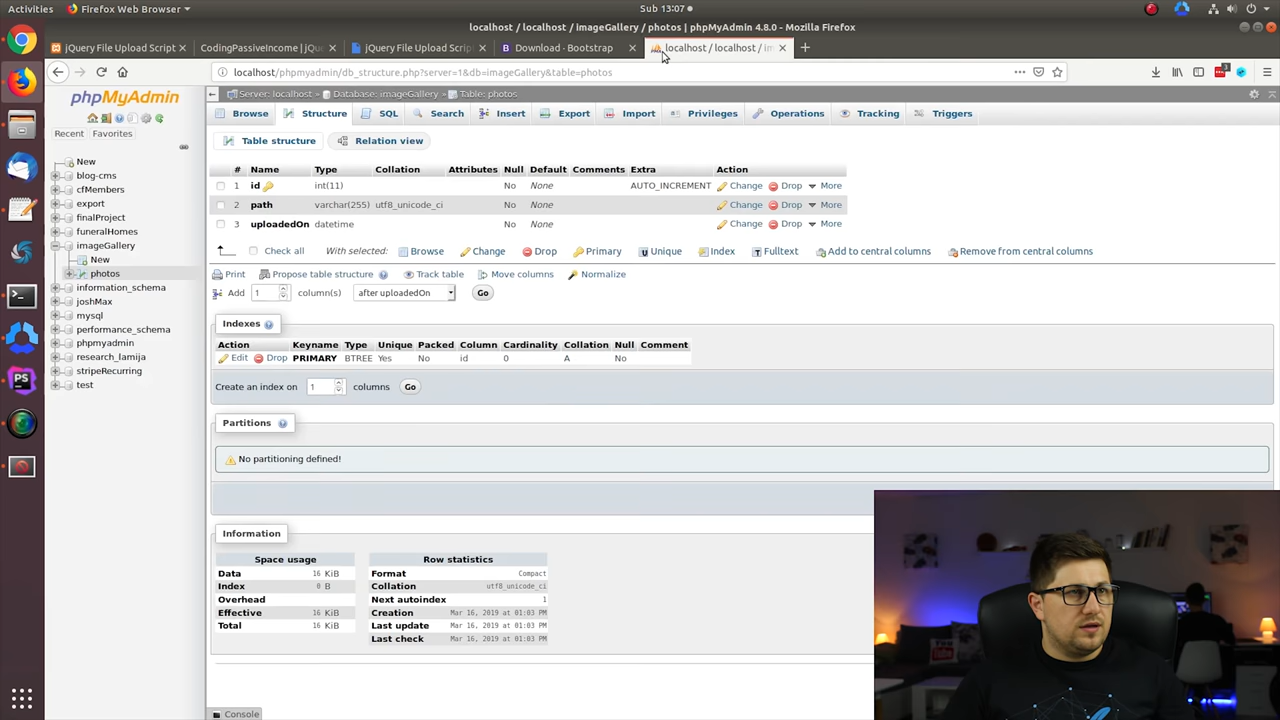 Activities Firefox Web Browser Sun 13:07
localhost / localhost / imageGallery / photos | phpMyAdmin 4.8.0 - Mozilla Firefox
jQuery File Upload Script CodingPassiveIncome | jQ jQuery File Upload Script Download · Bootstrap localhost / localhost / im
localhost/phpmyadmin/db_structure.php?server=1&db=imageGallery&table=photos
phpMyAdmin
Recent Favorites
New
blog-cms
cfMembers
export
finalProject
funeralHomes
imageGallery
New
photos
information_schema
joshMax
mysql
performance_schema
phpmyadmin
research_lamija
stripeRecurring
test
Server: localhost » Database: imageGallery » Table: photos
Browse Structure SQL Search Insert Export Import Privileges Operations Tracking Triggers
Table structure Relation view
# Name Type Collation Attributes Null Default Comments Extra Action
1 id int(11) No None AUTO_INCREMENT Change Drop More
2 path varchar(255) utf8_unicode_ci No None Change Drop More
3 uploadedOn datetime No None Change Drop More
Check all With selected: Browse Change Drop Primary Unique Index Fulltext Add to central columns Remove from central columns
Print Propose table structure Track table Move columns Normalize
Add 1 column(s) after uploadedOn Go
Indexes
Action Keyname Type Unique Packed Column Cardinality Collation Null Comment
Edit Drop PRIMARY BTREE Yes No id 0 A No
Create an index on 1 columns Go
Partitions
No partitioning defined!
Information
Space usage
Data 16 KiB
Index 0 B
Overhead
Effective 16 KiB
Total 16 KiB
Row statistics
Format Compact
Collation utf8_unicode_ci
Next autoindex 1
Creation Mar 16, 2019 at 01:03 PM
Last update Mar 16, 2019 at 01:03 PM
Last check Mar 16, 2019 at 01:03 PM
Console
PS